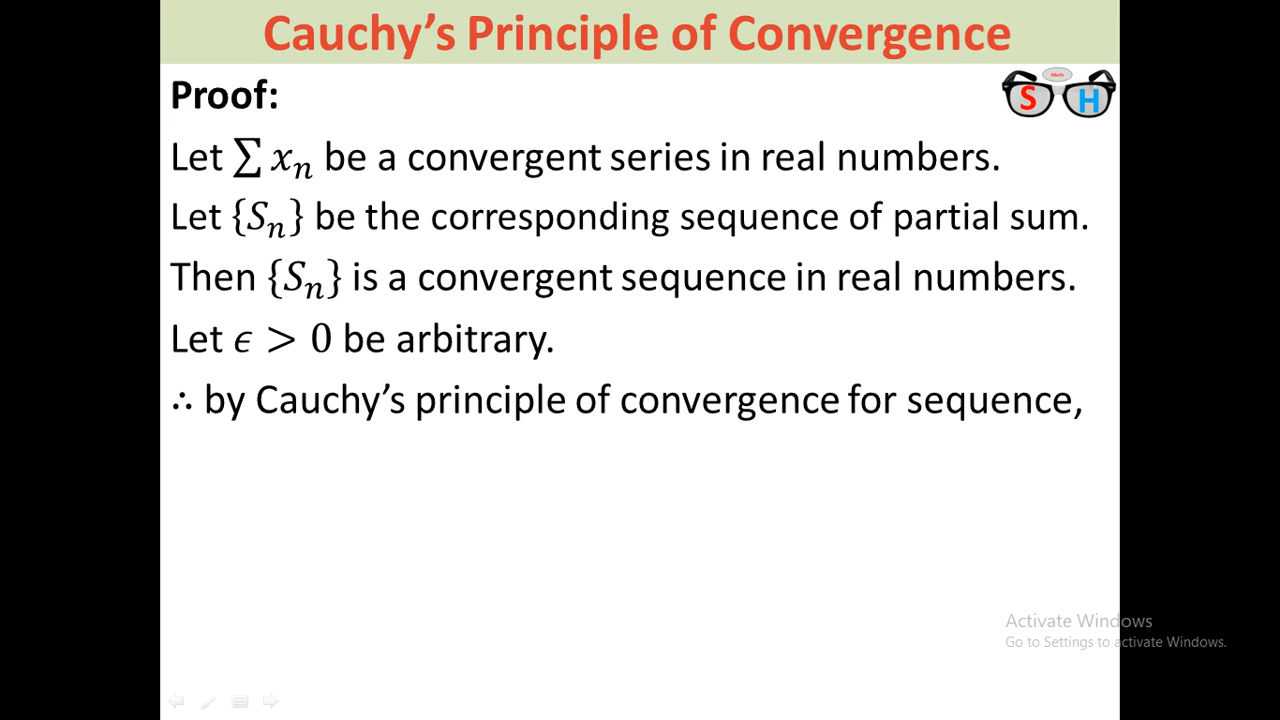 Cauchy’s Principle of Convergence
Proof:
Math
S H
Let ∑ xₙ be a convergent series in real numbers.
Let {Sₙ} be the corresponding sequence of partial sum.
Then {Sₙ} is a convergent sequence in real numbers.
Let ϵ > 0 be arbitrary.
∴ by Cauchy’s principle of convergence for sequence,
Activate Windows
Go to Settings to activate Windows.